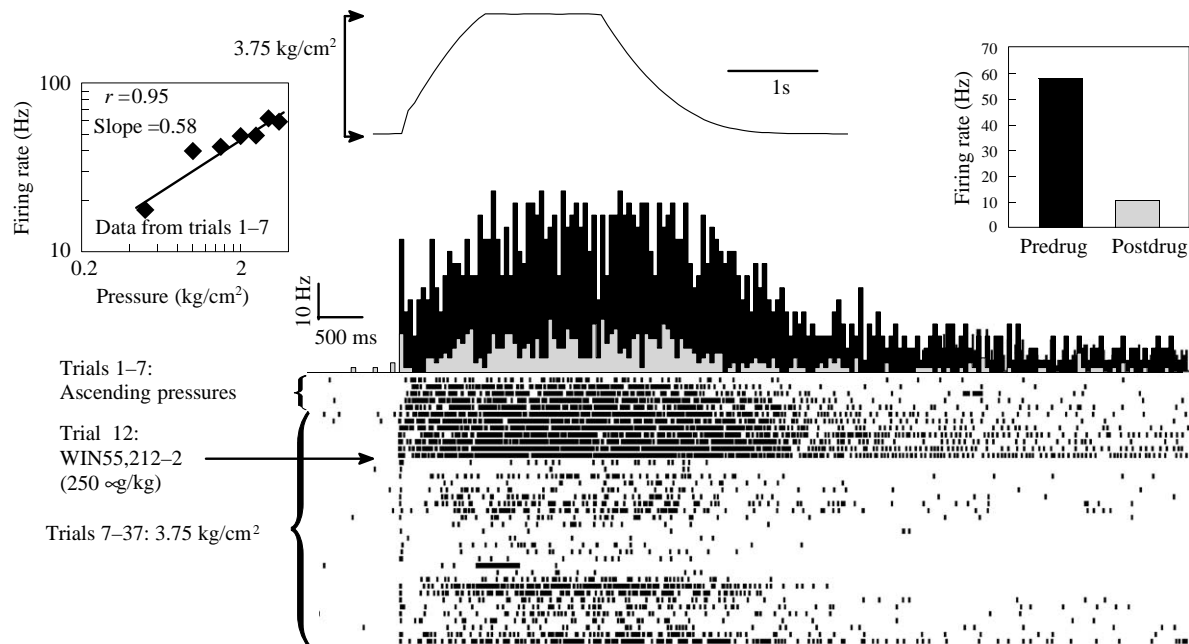 3.75 kg/cm²
1s
100
10
0.2
2
r =0.95
Slope =0.58
Data from trials 1–7
Firing rate (Hz)
Pressure (kg/cm²)
70
60
50
40
30
20
10
0
Firing rate (Hz)
Predrug
Postdrug
10 Hz
500 ms
Trials 1–7:
Ascending pressures
Trial 12:
WIN55,212–2
(250 ∝g/kg)
Trials 7–37: 3.75 kg/cm²